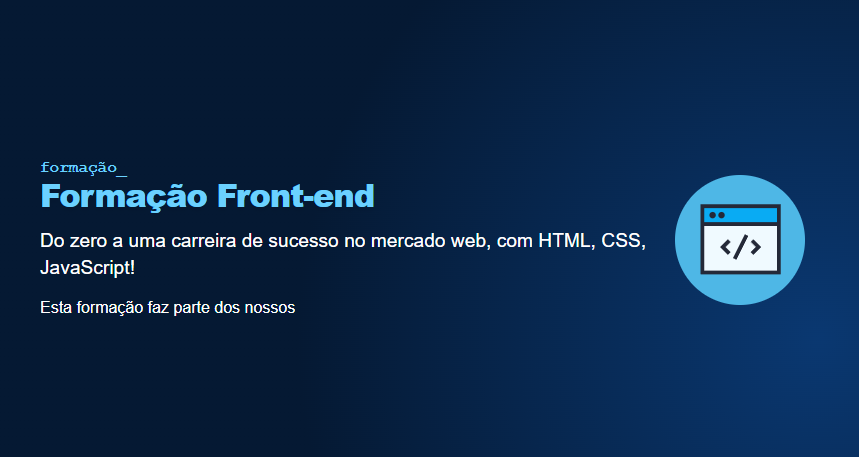 formação_
Formação Front-end
Do zero a uma carreira de sucesso no mercado web, com HTML, CSS,
JavaScript!
Esta formação faz parte dos nossos
</>